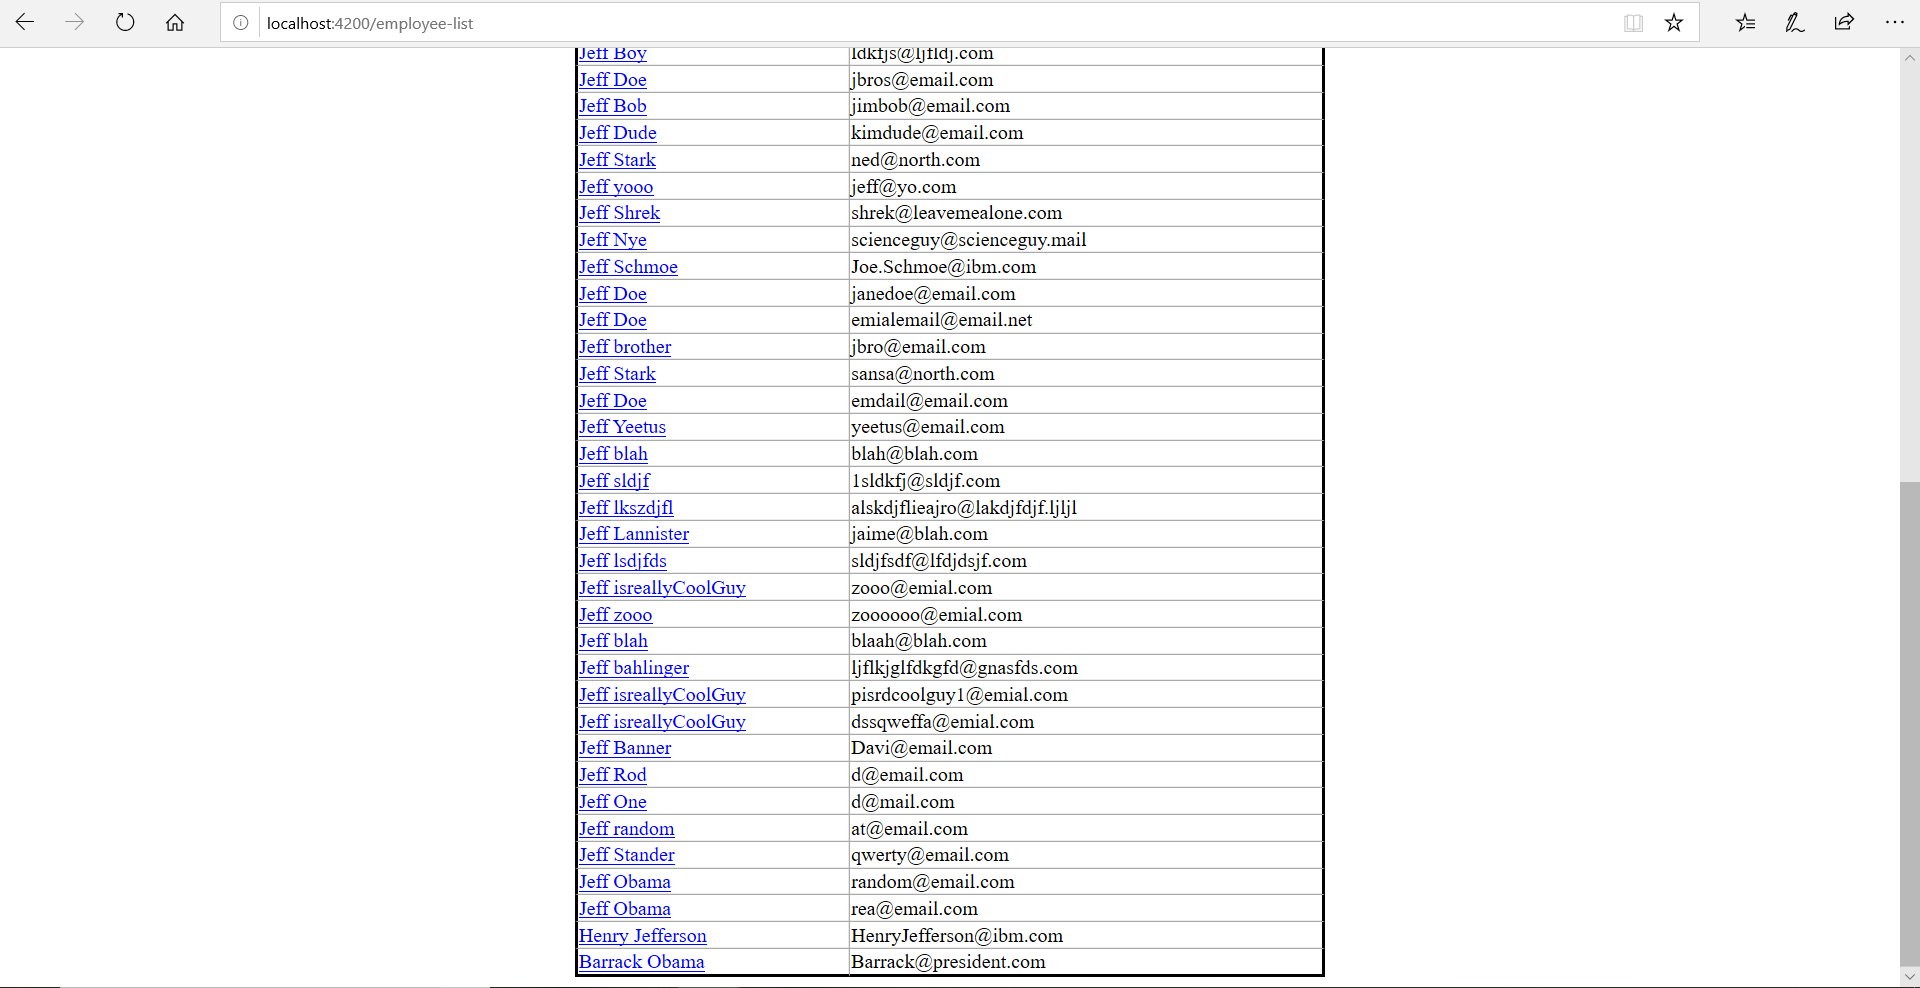 localhost:4200/employee-list
Jeff Boy ldkfjs@ljfldj.com
Jeff Doe jbros@email.com
Jeff Bob jimbob@email.com
Jeff Dude kimdude@email.com
Jeff Stark ned@north.com
Jeff yooo jeff@yo.com
Jeff Shrek shrek@leavemealone.com
Jeff Nye scienceguy@scienceguy.mail
Jeff Schmoe Joe.Schmoe@ibm.com
Jeff Doe janedoe@email.com
Jeff Doe emialemail@email.net
Jeff brother jbro@email.com
Jeff Stark sansa@north.com
Jeff Doe emdail@email.com
Jeff Yeetus yeetus@email.com
Jeff blah blah@blah.com
Jeff sldjf 1sldkfj@sldjf.com
Jeff lkszdjfl alskdjflieajro@lakdjfdjf.ljljl
Jeff Lannister jaime@blah.com
Jeff lsdjfds sldjfsdf@lfdjdsjf.com
Jeff isreallyCoolGuy zooo@emial.com
Jeff zooo zoooooo@emial.com
Jeff blah blaah@blah.com
Jeff bahlinger ljflkjglfdkgfd@gnasfds.com
Jeff isreallyCoolGuy pisrdcoolguy1@emial.com
Jeff isreallyCoolGuy dssqweffa@emial.com
Jeff Banner Davi@email.com
Jeff Rod d@email.com
Jeff One d@mail.com
Jeff random at@email.com
Jeff Stander qwerty@email.com
Jeff Obama random@email.com
Jeff Obama rea@email.com
Henry Jefferson HenryJefferson@ibm.com
Barrack Obama Barrack@president.com